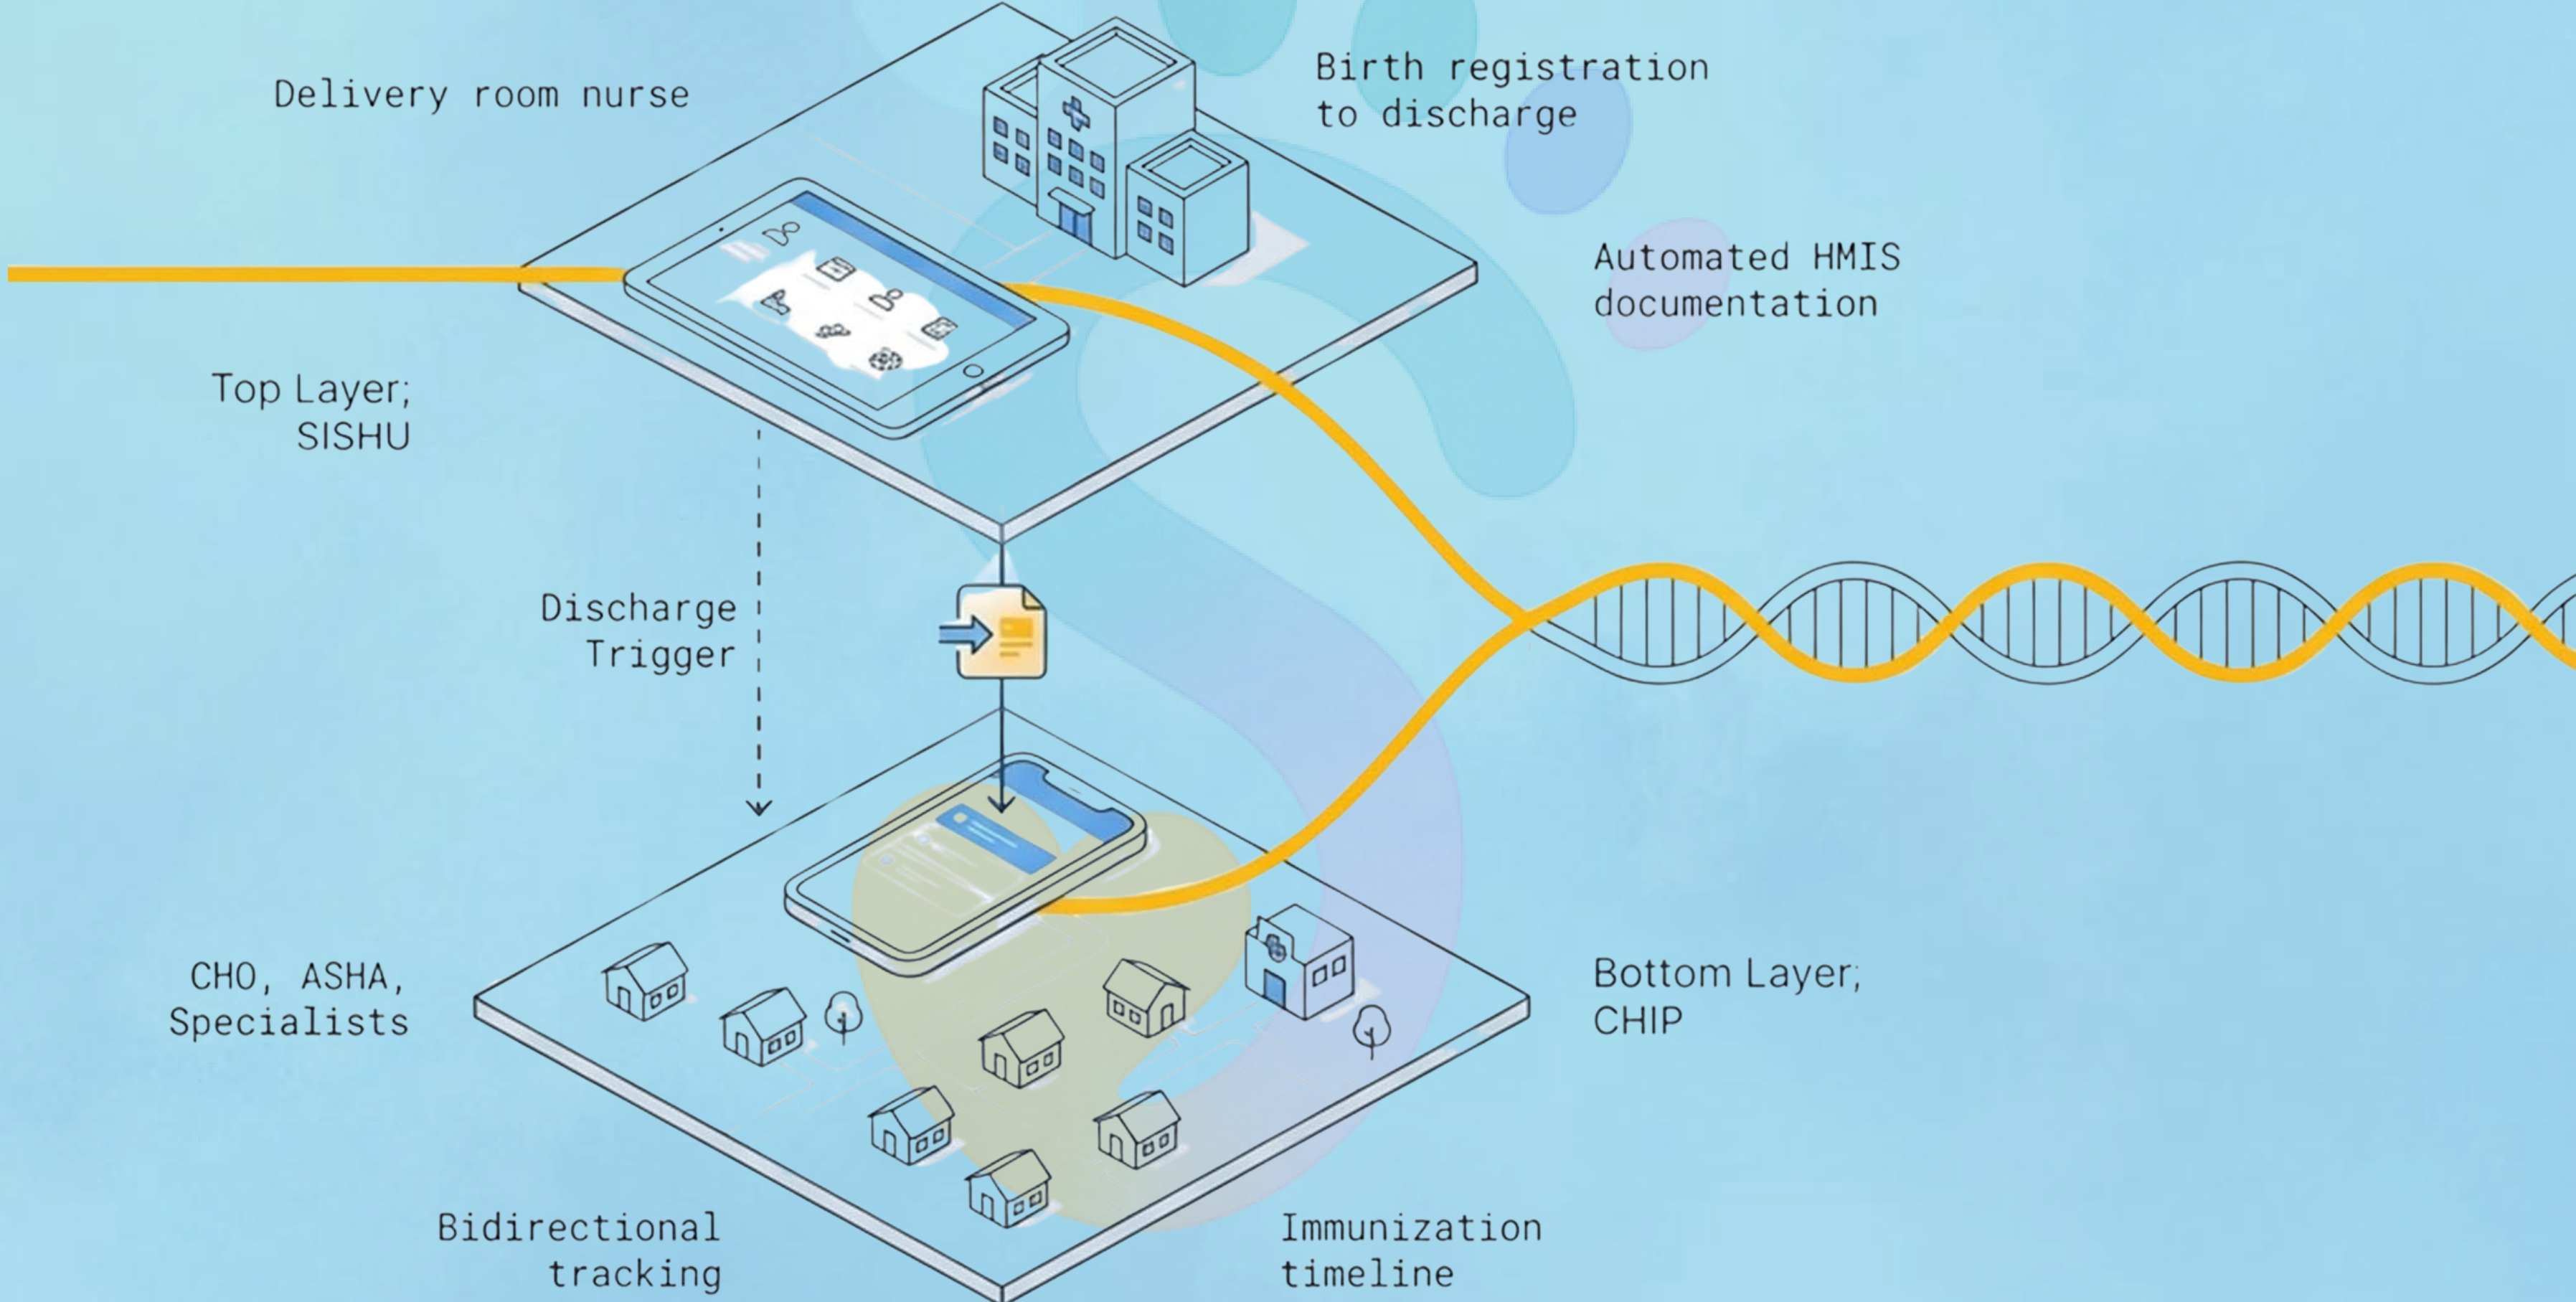 Delivery room nurse
Birth registration
to discharge
Automated HMIS
documentation
Top Layer;
SISHU
Discharge
Trigger
CHO, ASHA,
Specialists
Bottom Layer;
CHIP
Bidirectional
tracking
Immunization
timeline